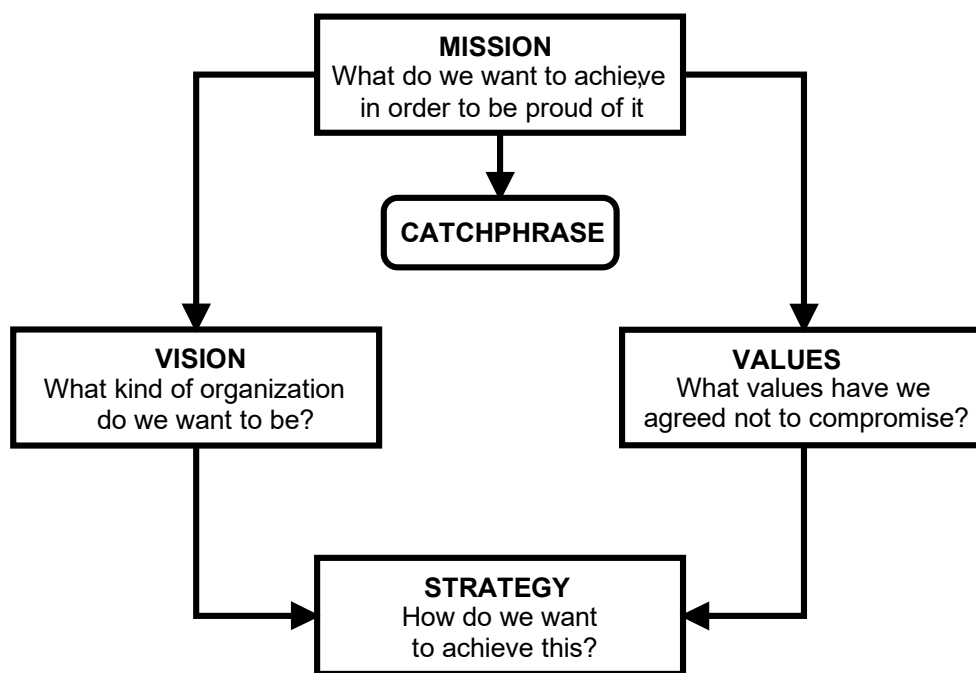 MISSION
What do we want to achieve,
in order to be proud of it
CATCHPHRASE
VISION
What kind of organization
do we want to be?
VALUES
What values have we
agreed not to compromise?
STRATEGY
How do we want
to achieve this?